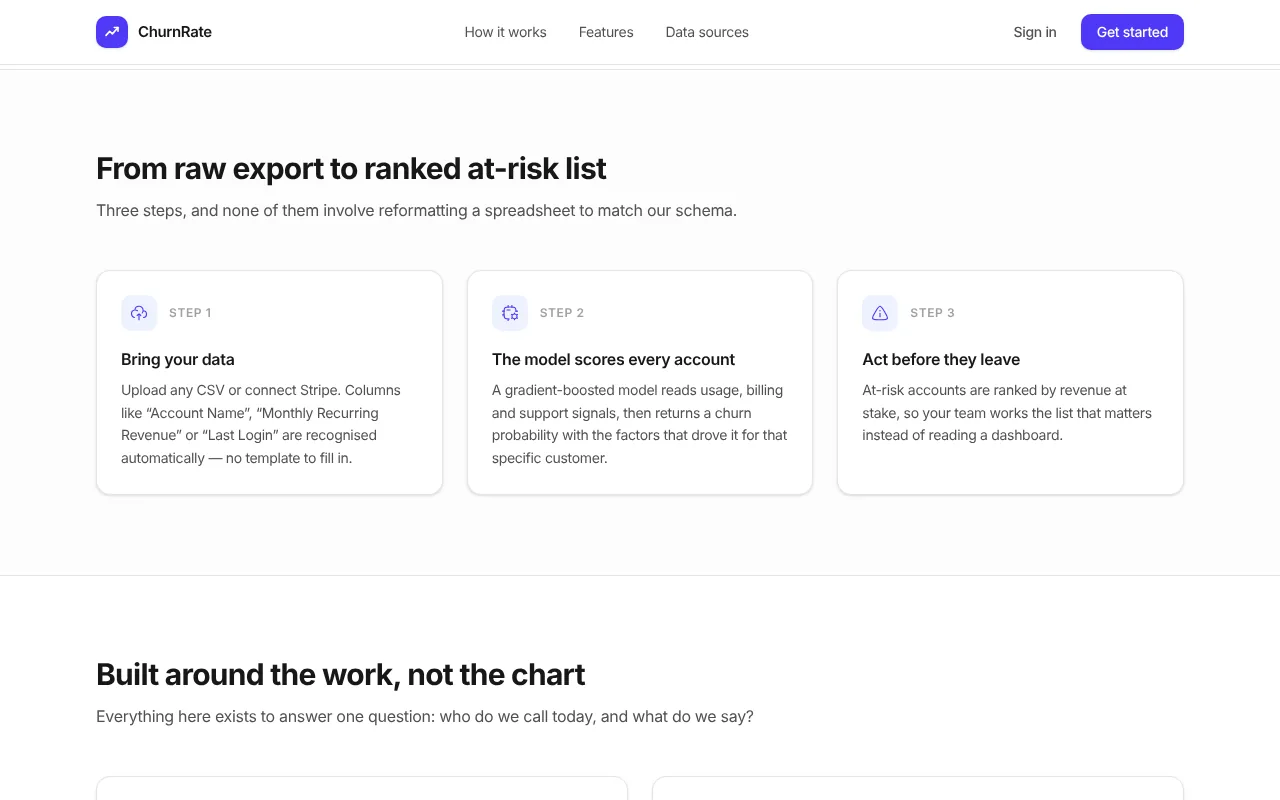 ChurnRate
How it works
Features
Data sources
Sign in
Get started
From raw export to ranked at-risk list
Three steps, and none of them involve reformatting a spreadsheet to match our schema.
STEP 1
Bring your data
Upload any CSV or connect Stripe. Columns
like “Account Name”, “Monthly Recurring
Revenue” or “Last Login” are recognised
automatically — no template to fill in.
STEP 2
The model scores every account
A gradient-boosted model reads usage, billing
and support signals, then returns a churn
probability with the factors that drove it for that
specific customer.
STEP 3
Act before they leave
At-risk accounts are ranked by revenue at
stake, so your team works the list that matters
instead of reading a dashboard.
Built around the work, not the chart
Everything here exists to answer one question: who do we call today, and what do we say?